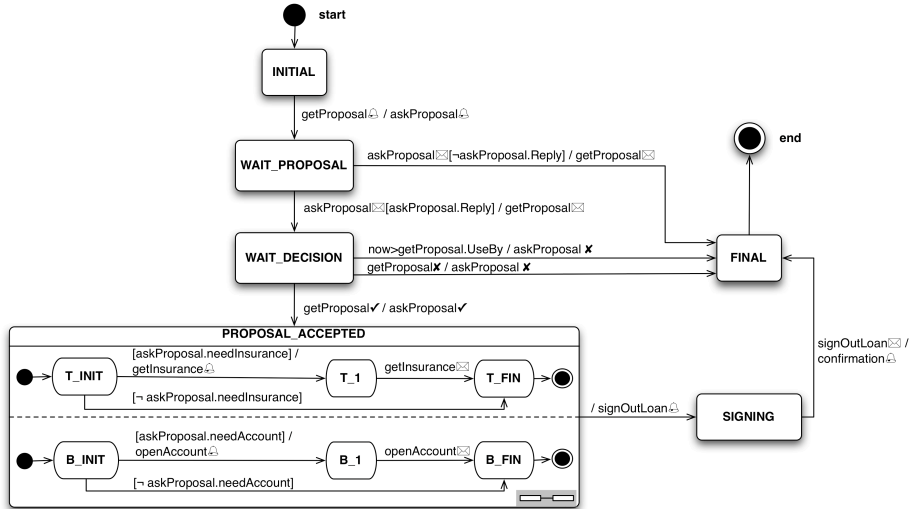 start
INITIAL
getProposal🔔 / askProposal🔔
WAIT_PROPOSAL
askProposal✉[¬askProposal.Reply] / getProposal✉
end
askProposal✉[askProposal.Reply] / getProposal✉
WAIT_DECISION
now>getProposal.UseBy / askProposal ✘
getProposal✘ / askProposal ✘
FINAL
getProposal✔ / askProposal✔
PROPOSAL_ACCEPTED
[askProposal.needInsurance] /
getInsurance🔔
T_INIT
T_1
getInsurance✉
T_FIN
[¬ askProposal.needInsurance]
signOutLoan✉ /
confirmation🔔
/ signOutLoan🔔
SIGNING
[askProposal.needAccount] /
openAccount🔔
B_INIT
B_1
openAccount✉
B_FIN
[¬ askProposal.needAccount]